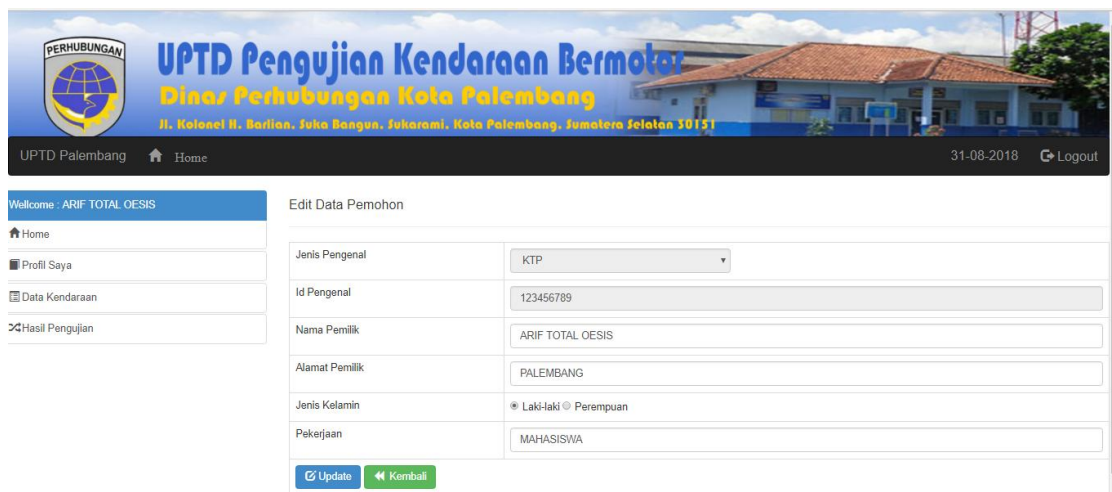 PERHUBUNGAN
UPTD Pengujian Kendaraan Bermotor
Dinas Perhubungan Kota Palembang
Jl. Kolonel H. Barlian. Suka Bangun. Sukarami. Kota Palembang. Sumatera Selatan 30151
UPTD Palembang Home 31-08-2018 Logout
Wellcome : ARIF TOTAL OESIS
Home
Profil Saya
Data Kendaraan
Hasil Pengujian
Edit Data Pemohon
Jenis Pengenal KTP
Id Pengenal 123456789
Nama Pemilik ARIF TOTAL OESIS
Alamat Pemilik PALEMBANG
Jenis Kelamin Laki-laki Perempuan
Pekerjaan MAHASISWA
Update Kembali